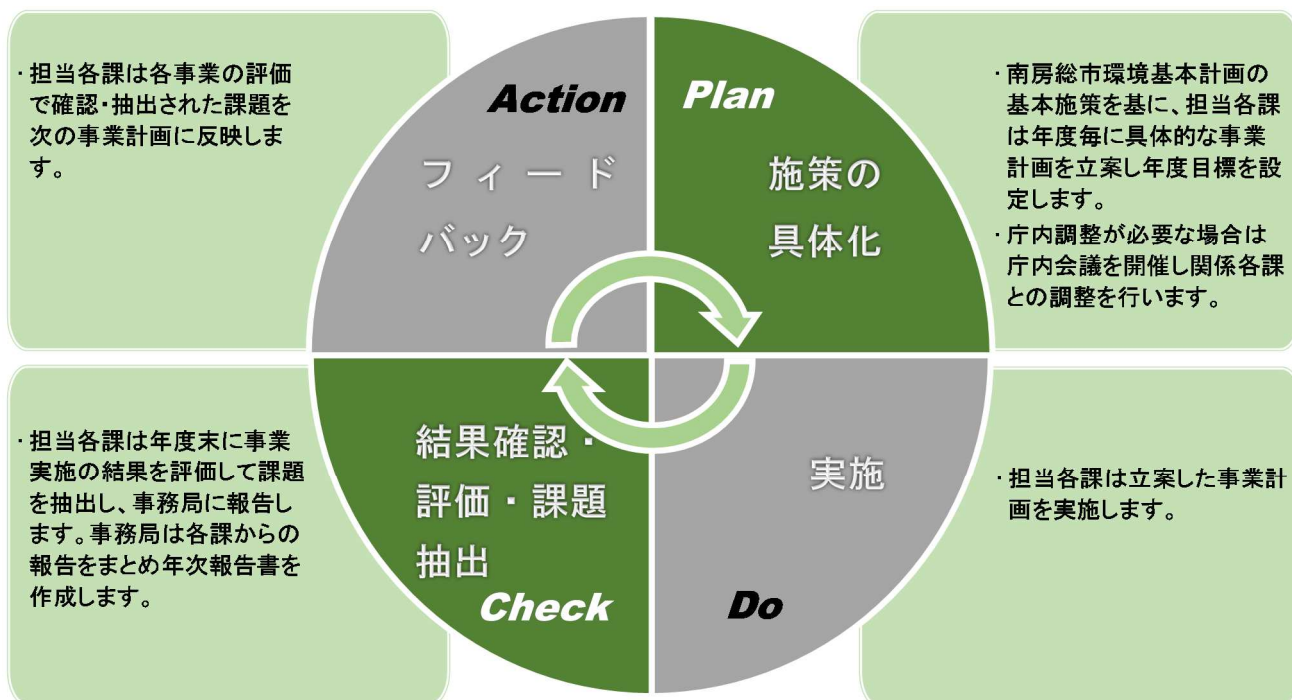 ・担当各課は各事業の評価
で確認・抽出された課題を
次の事業計画に反映しま
す。
Action
フィード
バック
Plan
施策の
具体化
・南房総市環境基本計画の
基本施策を基に、担当各課
は年度毎に具体的な事業
計画を立案し年度目標を設
定します。
・庁内調整が必要な場合は
庁内会議を開催し関係各課
との調整を行います。
・担当各課は年度末に事業
実施の結果を評価して課題
を抽出し、事務局に報告し
ます。事務局は各課からの
報告をまとめ年次報告書を
作成します。
結果確認・
評価・課題
抽出
Check
実施
Do
・担当各課は立案した事業計
画を実施します。